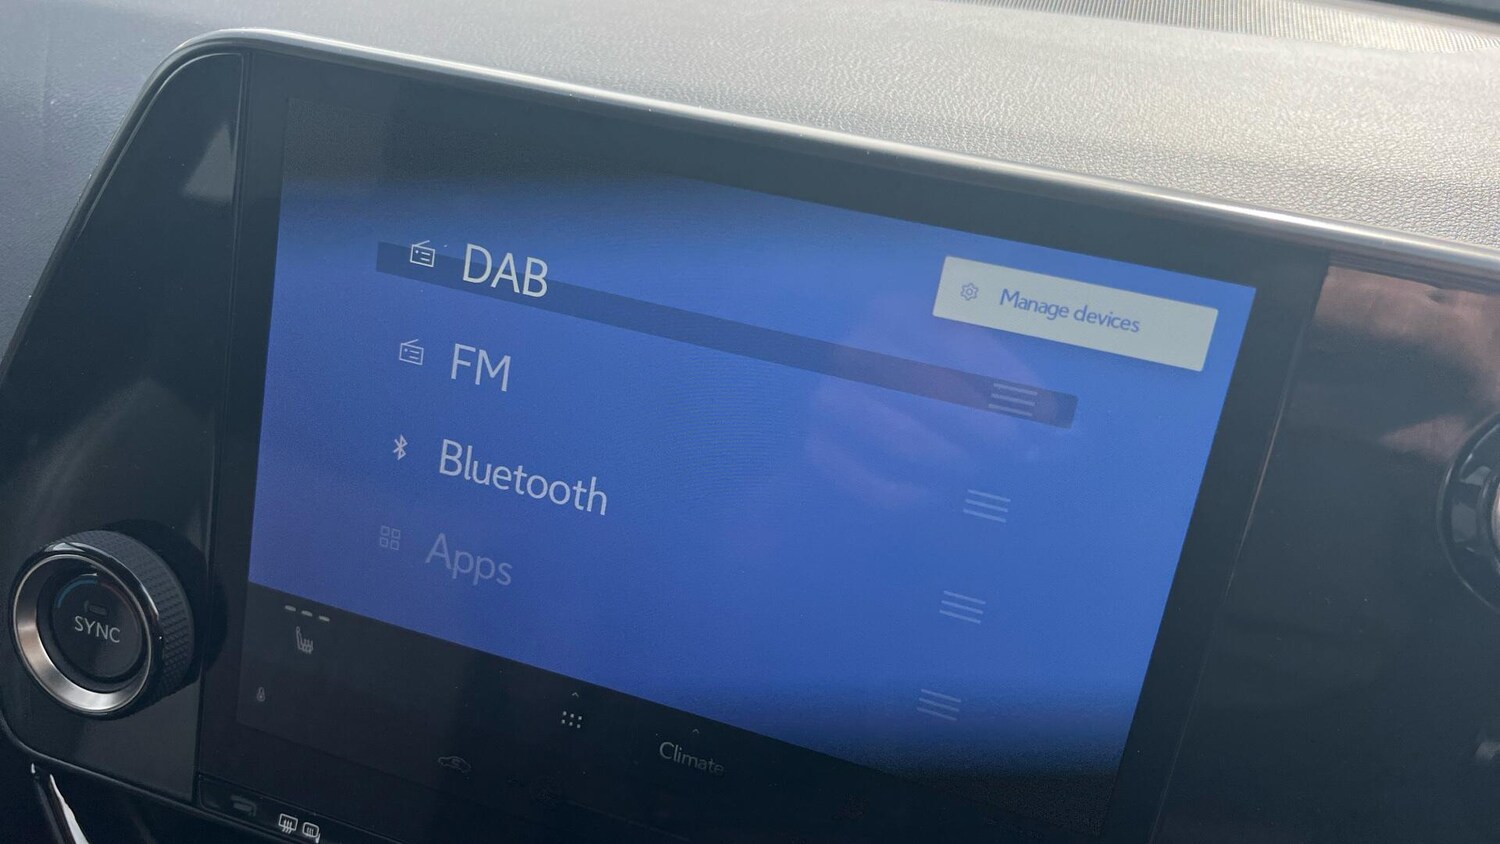 DAB
Manage devices
FM
Bluetooth
Apps
SYNC
Climate